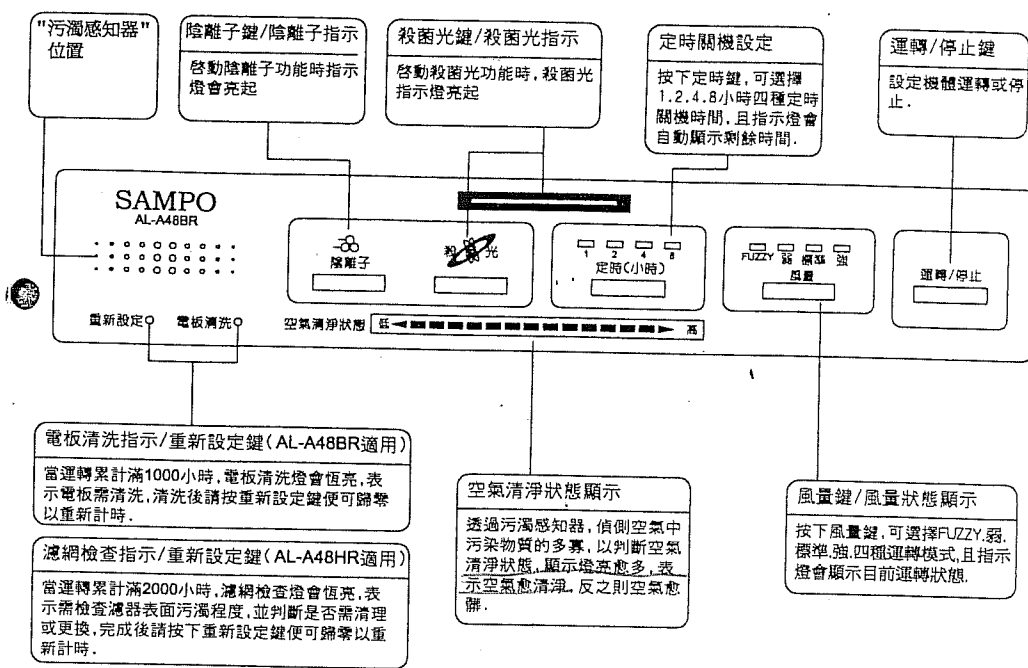 "污濁感知器"
位置
陰離子鍵/陰離子指示
啓動陰離子功能時指示
燈會亮起
殺菌光鍵/殺菌光指示
啓動殺菌光功能時,殺菌光
指示燈亮起
定時關機設定
按下定時鍵,可選擇
1.2.4.8小時四種定時
關機時間,且指示燈會
自動顯示剩餘時間.
運轉/停止鍵
設定機體運轉或停
止.
SAMPO
AL-A48BR
陰離子
殺 光
1 2 4 8
定時(小時)
FUZZY 弱 標準 強
風量
運轉/停止
重新設定 電板清洗
空氣清淨狀態 低 高
電板清洗指示/重新設定鍵(AL-A48BR適用)
當運轉累計滿1000小時,電板清洗燈會恆亮,表
示電板需清洗,清洗後請按重新設定鍵便可歸零
以重新計時.
濾網檢查指示/重新設定鍵(AL-A48HR適用)
當運轉累計滿2000小時,濾網檢查燈會恆亮,表
示需檢查濾器表面污濁程度,並判斷是否需清理
或更換,完成後請按下重新設定鍵便可歸零以重
新計時.
空氣清淨狀態顯示
透過污濁感知器,偵側空氣中
污染物質的多寡,以判斷空氣
清淨狀態,顯示燈亮愈多,表
示空氣愈清淨,反之則空氣愈
髒.
風量鍵/風量狀態顯示
按下風量鍵,可選擇FUZZY.弱.
標準.強.四種運轉模式,且指示
燈會顯示目前運轉狀態.